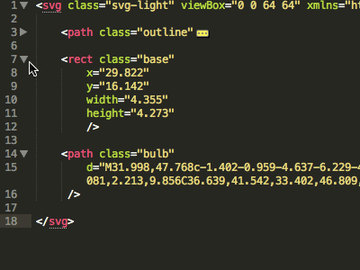 1 <svg class="svg-light" viewBox="0 0 64 64" xmlns="ht
2
3 <path class="outline"
6
7 <rect class="base"
8 x="29.822"
9 y="16.142"
10 width="4.355"
11 height="4.273"
12 />
13
14 <path class="bulb"
15 d="M31.998,47.768c-1.402-0.959-4.637-6.229-4
081,2.213,9.856C36.639,41.542,33.402,46.809,
16 />
17
18 </svg>